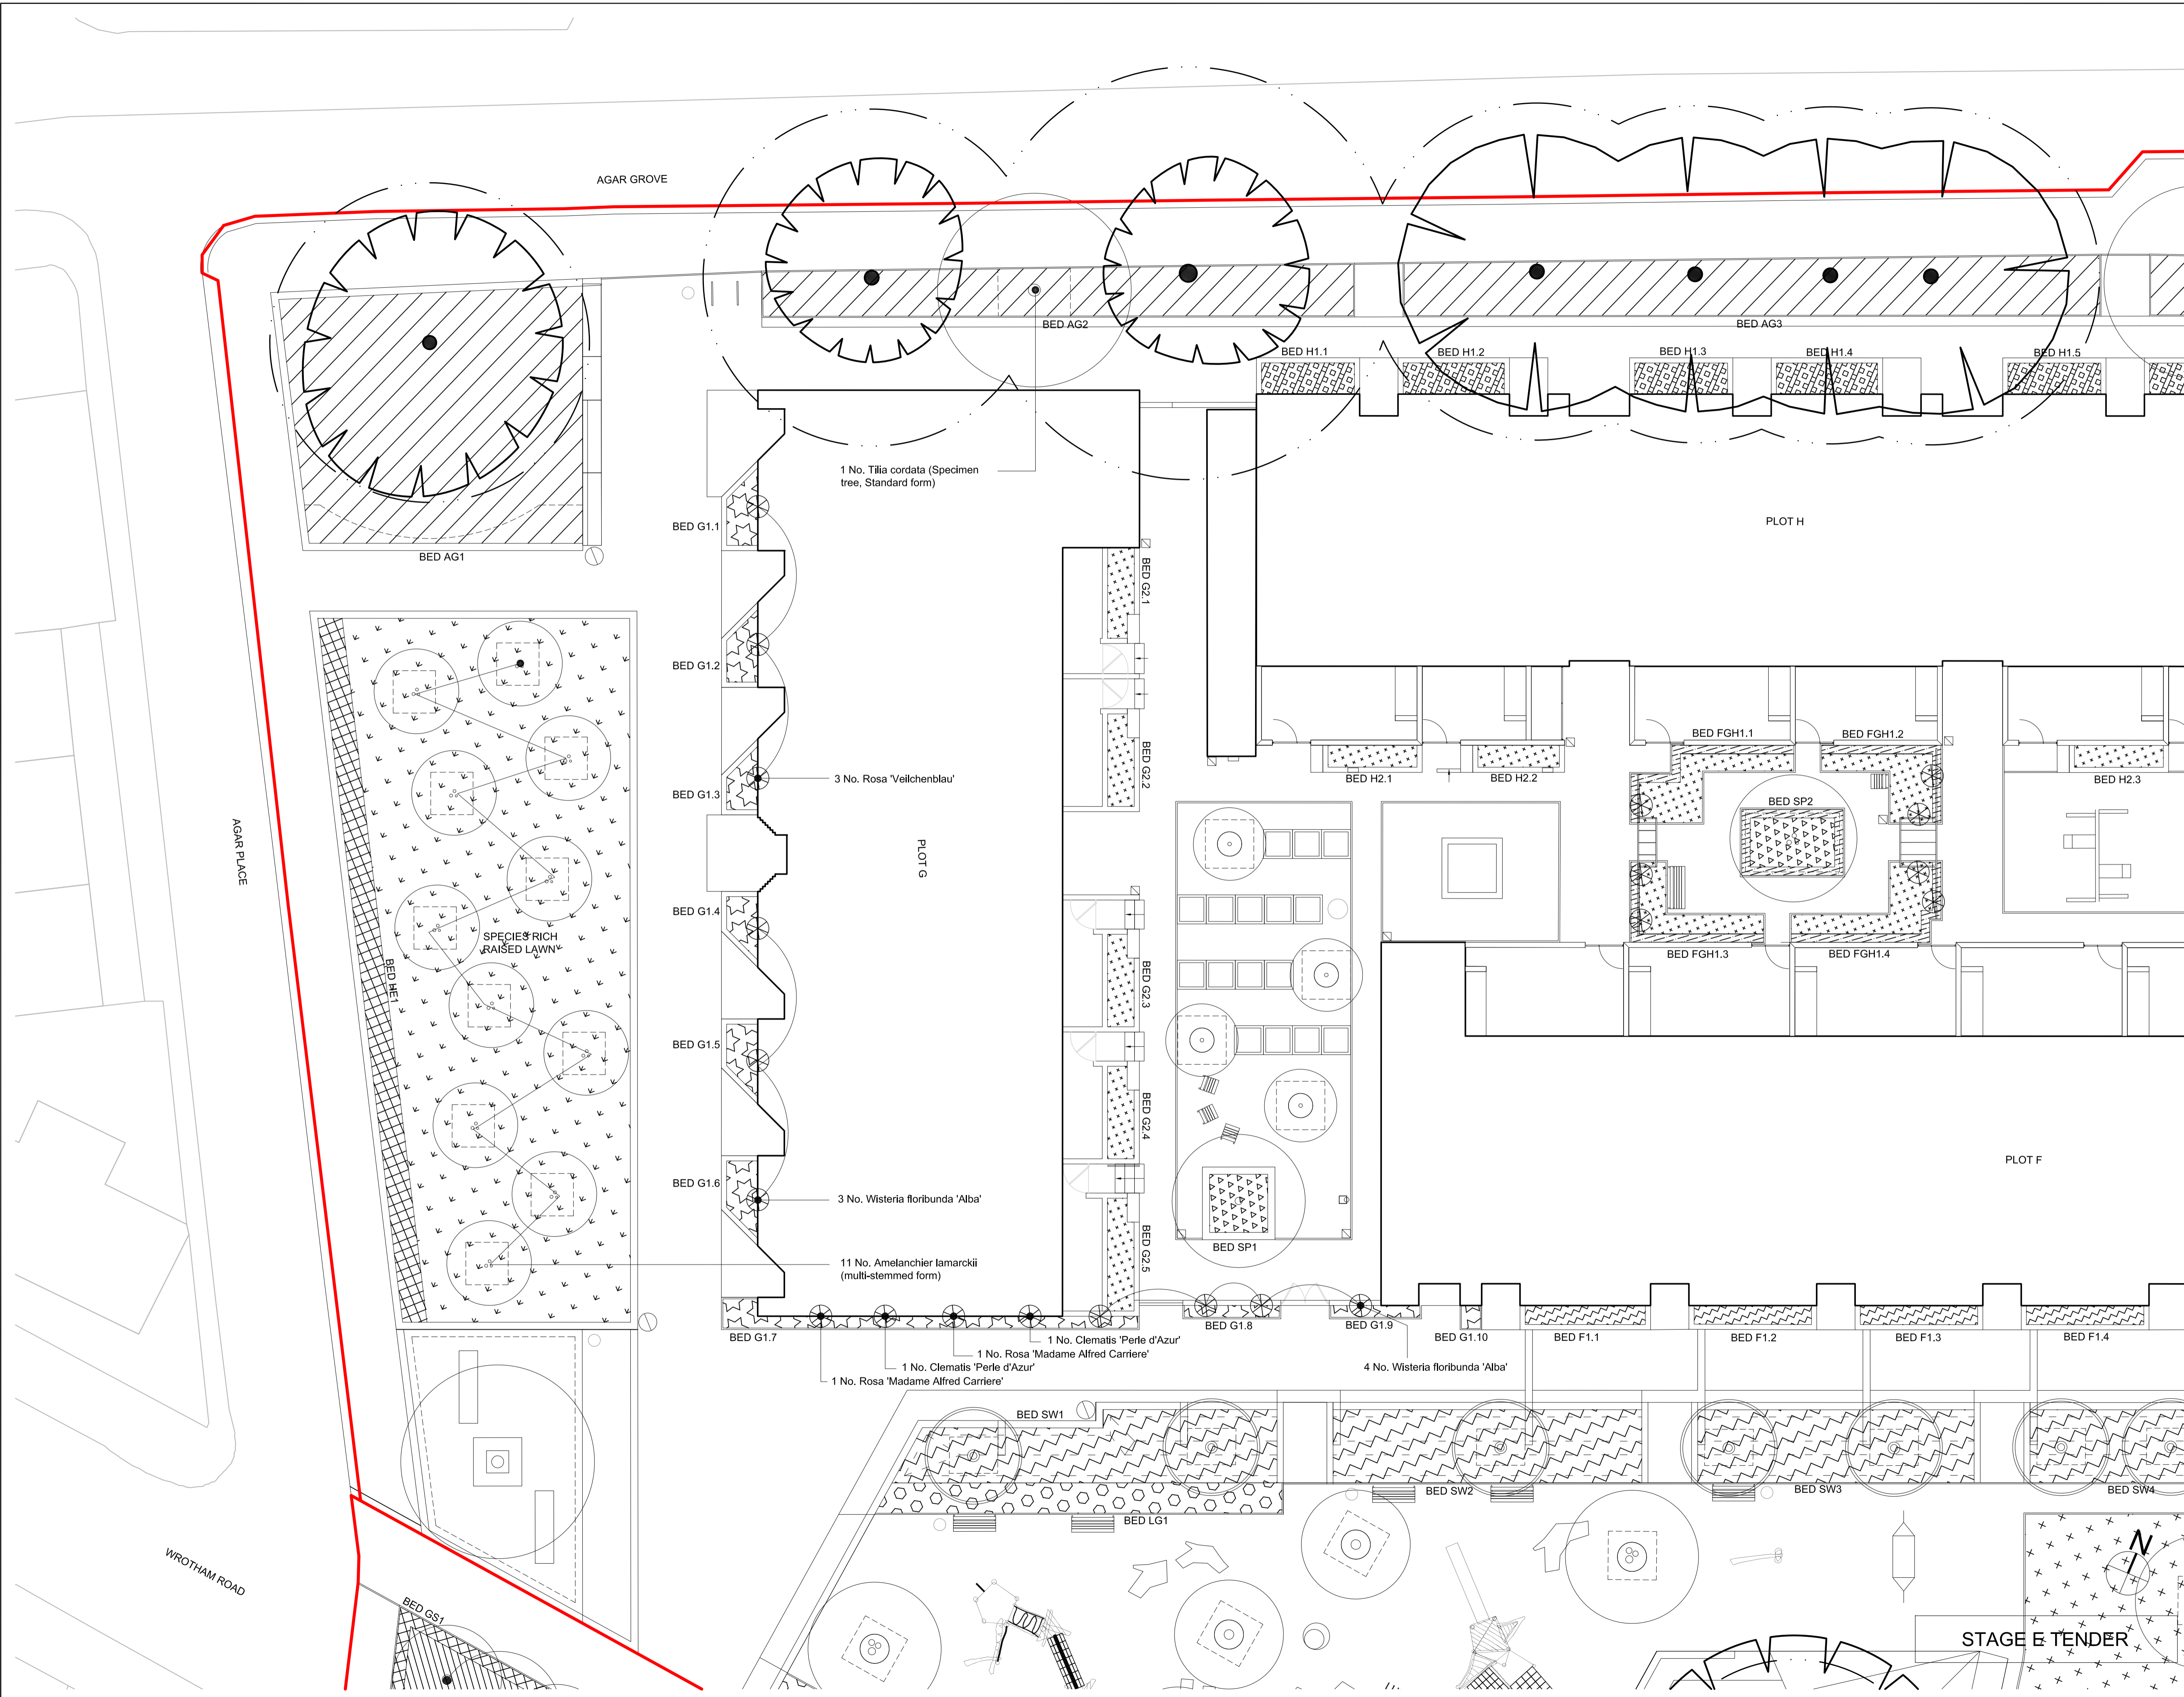 AGAR GROVE
BED AG2
BED AG3
BED H1.1
BED H1.2
BED H1.3
BED H1.4
BED H1.5
1 No. Tilia cordata (Specimen
tree, Standard form)
PLOT H
BED G1.1
BED AG1
BED G2.1
BED G1.2
BED FGH1.1
BED FGH1.2
BED G2.2
BED H2.1
BED H2.2
BED H2.3
3 No. Rosa 'Veilchenblau'
BED G1.3
BED SP2
AGAR PLACE
PLOT G
BED G1.4
SPECIES RICH
RAISED LAWN
BED HE1
BED FGH1.3
BED FGH1.4
BED G2.3
BED G1.5
BED G2.4
PLOT F
BED G1.6
3 No. Wisteria floribunda 'Alba'
BED SP1
BED G2.5
11 No. Amelanchier lamarckii
(multi-stemmed form)
BED G1.7
BED G1.8
BED G1.9
BED G1.10
BED F1.1
BED F1.2
BED F1.3
BED F1.4
1 No. Clematis 'Perle d'Azur'
1 No. Rosa 'Madame Alfred Carriere'
1 No. Clematis 'Perle d'Azur'
1 No. Rosa 'Madame Alfred Carriere'
4 No. Wisteria floribunda 'Alba'
BED SW1
BED SW2
BED SW3
BED SW4
BED LG1
WROTHAM ROAD
BED GS1
N
STAGE E TENDER